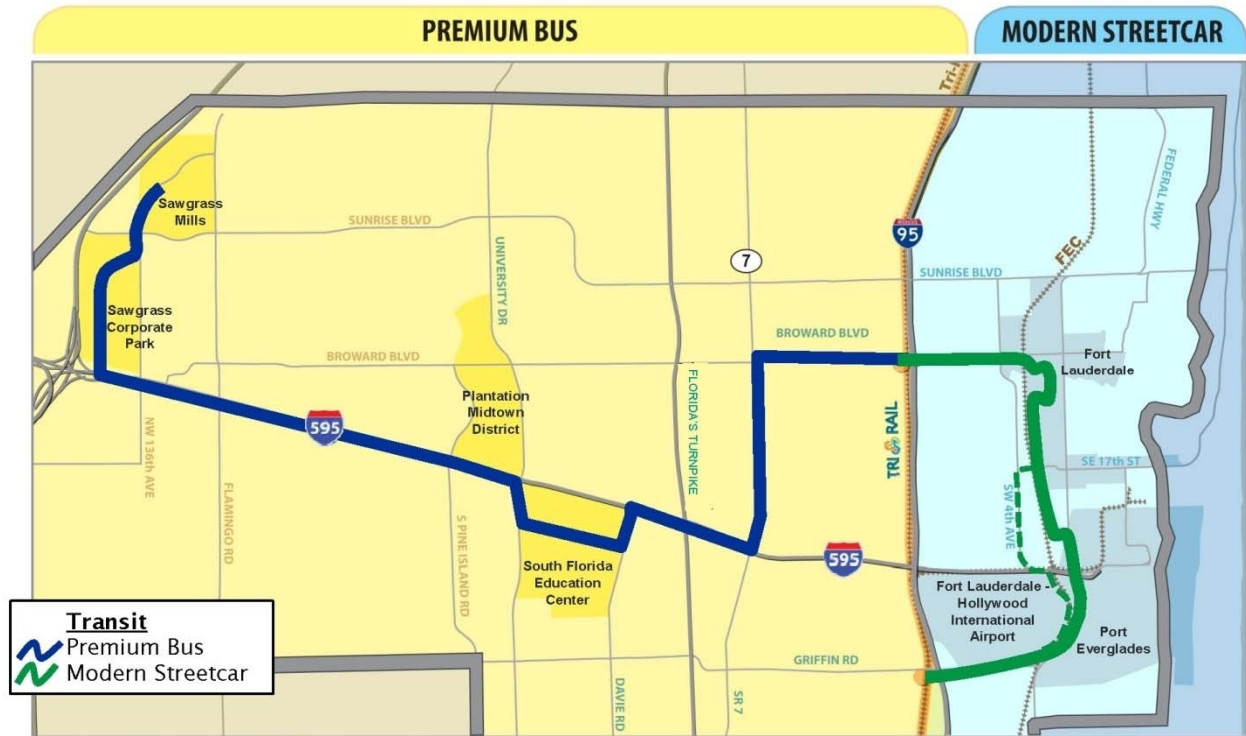 PREMIUM BUS
MODERN STREETCAR
Tri-
Sawgrass
Mills
SUNRISE BLVD
UNIVERSITY DR
7
95
FEC
FEDERAL HWY
SUNRISE BLVD
Sawgrass
Corporate
Park
BROWARD BLVD
BROWARD BLVD
Fort
Lauderdale
Plantation
Midtown
District
FLORIDA'S TURNPIKE
595
TRI RAIL
NW 136th AVE
FLAMINGO RD
S PINE ISLAND RD
SE 17th ST
SW 4th AVE
South Florida
Education
Center
595
Fort Lauderdale -
Hollywood
International
Airport
Port
Everglades
GRIFFIN RD
DAVIE RD
SR 7
Transit
Premium Bus
Modern Streetcar